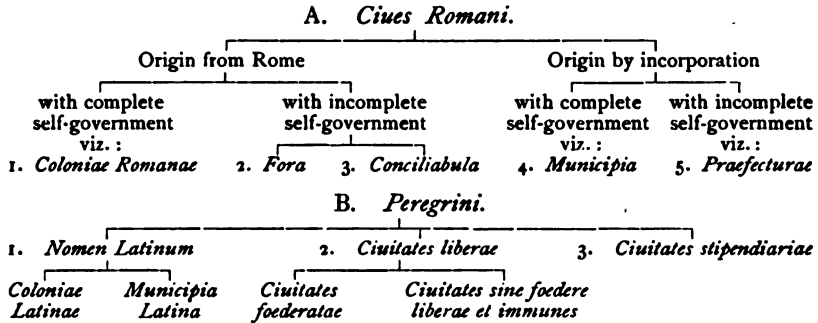 A. Ciues Romani.
Origin from Rome Origin by incorporation
with complete with incomplete with complete with incomplete
self-government self-government self-government self-government
viz. : viz. : viz. :
1. Coloniae Romanae 2. Fora 3. Conciliabula 4. Municipia 5. Praefecturae
B. Peregrini.
1. Nomen Latinum 2. Ciuitates liberae 3. Ciuitates stipendiariae
Coloniae Municipia Ciuitates Ciuitates sine foedere
Latinae Latina foederatae liberae et immunes